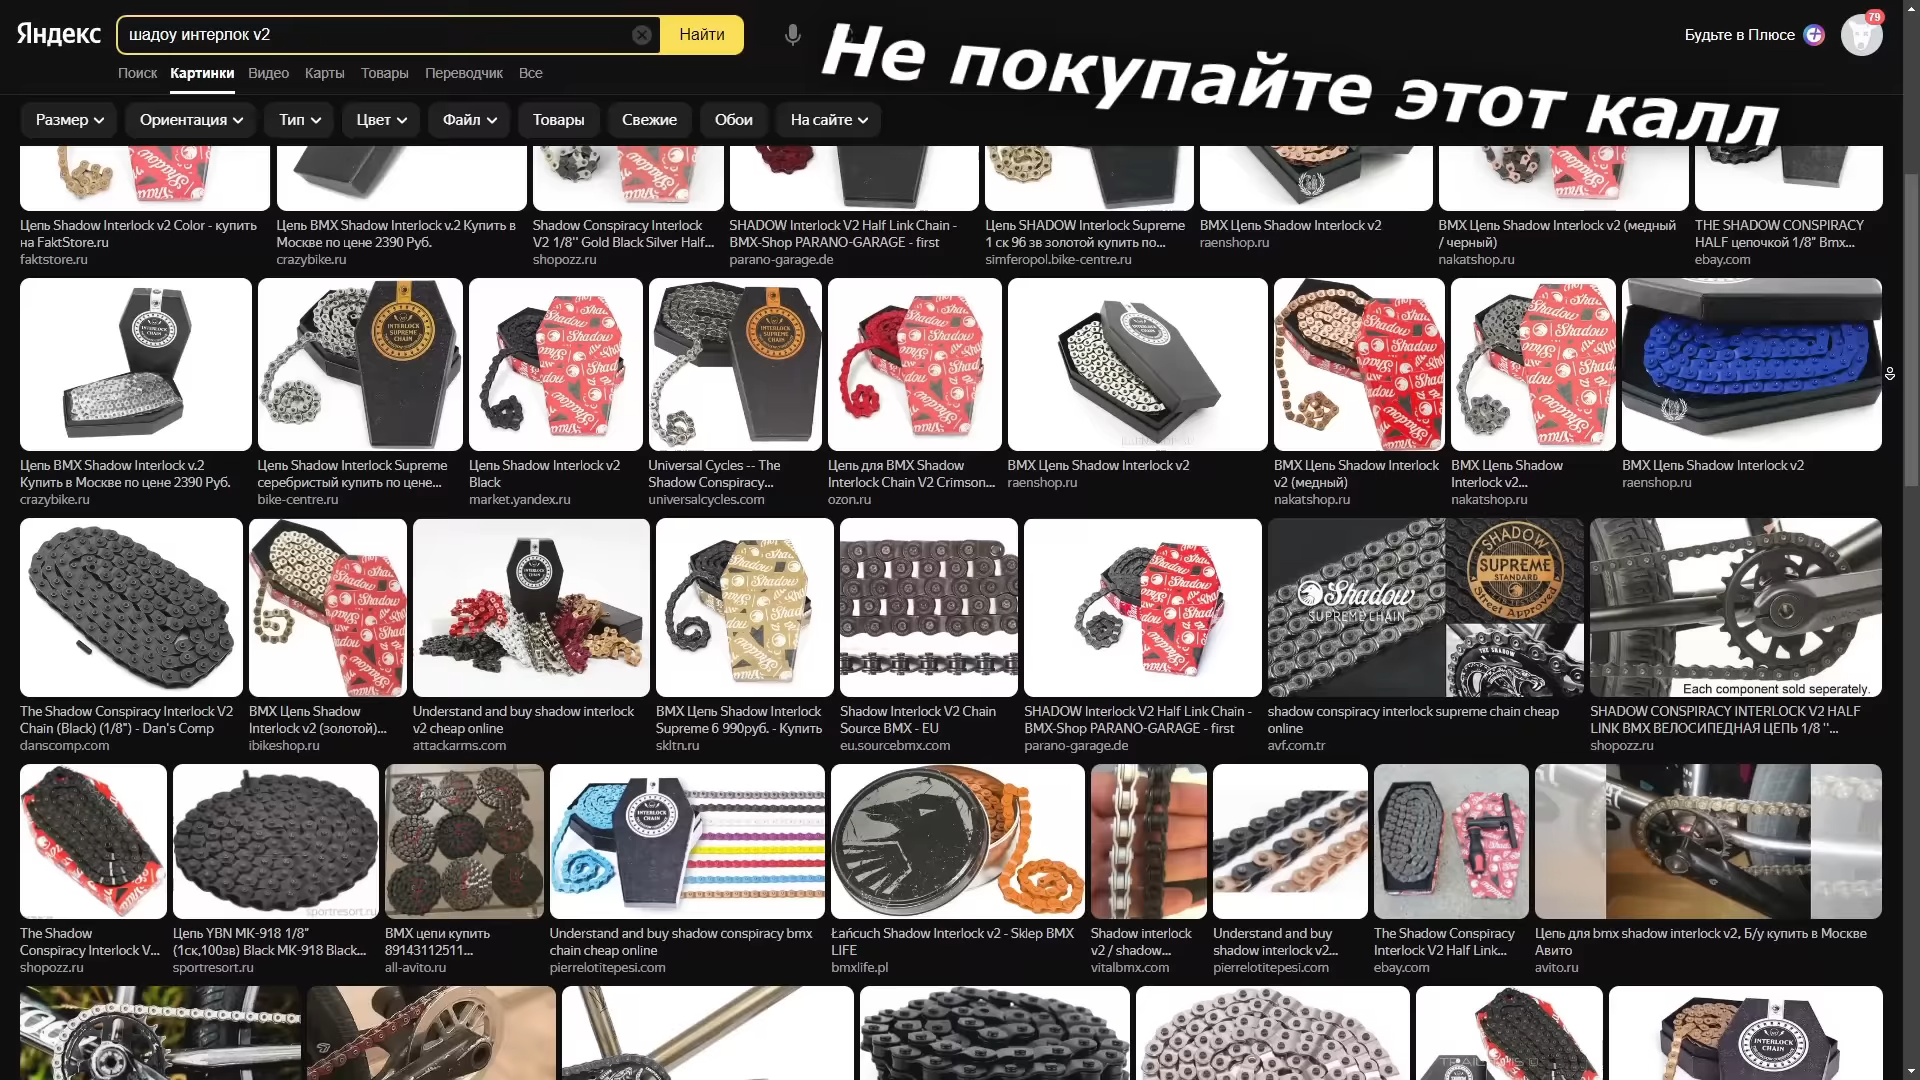 Яндекс
шадоу интерлок v2
Найти
Будьте в Плюсе
79
Не покупайте этот калл
Поиск Картинки Видео Карты Товары Переводчик Все
Размер Ориентация Тип Цвет Файл Товары Свежие Обои На сайте
Цепь Shadow Interlock v2 Color - купить
на FaktStore.ru
faktstore.ru
Цепь BMX Shadow Interlock v.2 Купить в
Москве по цене 2390 Руб.
crazybike.ru
Shadow Conspiracy Interlock
V2 1/8'' Gold Black Silver Half...
shopozz.ru
SHADOW Interlock V2 Half Link Chain -
BMX-Shop PARANO-GARAGE - first
parano-garage.de
Цепь SHADOW Interlock Supreme
1 ск 96 зв золотой купить по...
simferopol.bike-centre.ru
BMX Цепь Shadow Interlock v2
raenshop.ru
BMX Цепь Shadow Interlock v2 (медный
/ черный)
nakatshop.ru
THE SHADOW CONSPIRACY
HALF цепочкой 1/8" Bmx...
ebay.com
Цепь BMX Shadow Interlock v.2
Купить в Москве по цене 2390 Руб.
crazybike.ru
Цепь Shadow Interlock Supreme
серебристый купить по цене...
bike-centre.ru
Цепь Shadow Interlock v2
Black
market.yandex.ru
Universal Cycles -- The
Shadow Conspiracy...
universalcycles.com
Цепь для BMX Shadow
Interlock Chain V2 Crimson...
ozon.ru
BMX Цепь Shadow Interlock v2
raenshop.ru
BMX Цепь Shadow Interlock
v2 (медный)
nakatshop.ru
BMX Цепь Shadow
Interlock v2...
nakatshop.ru
BMX Цепь Shadow Interlock v2
raenshop.ru
Shadow
SUPREME CHAIN
SHADOW
SUPREME
STANDARD
Street Approved
THE SHADOW
Each component sold seperately.
The Shadow Conspiracy Interlock V2
Chain (Black) (1/8") - Dan's Comp
danscomp.com
BMX Цепь Shadow
Interlock v2 (золотой)...
ibikeshop.ru
Understand and buy shadow interlock
v2 cheap online
attackarms.com
BMX Цепь Shadow Interlock
Supreme 6 990руб. - Купить
skltn.ru
Shadow Interlock V2 Chain
Source BMX - EU
eu.sourcebmx.com
SHADOW Interlock V2 Half Link Chain -
BMX-Shop PARANO-GARAGE - first
parano-garage.de
shadow conspiracy interlock supreme chain cheap
online
avf.com.tr
SHADOW CONSPIRACY INTERLOCK V2 HALF
LINK BMX ВЕЛОСИПЕДНАЯ ЦЕПЬ 1/8 ''...
shopozz.ru
sportresort.ru
INTERLOCK
CHAIN
The Shadow
Conspiracy Interlock V...
shopozz.ru
Цепь YBN MK-918 1/8"
(1ск,100зв) Black MK-918 Black...
sportresort.ru
BMX цепи купить
89143112511...
all-avito.ru
Understand and buy shadow conspiracy bmx
chain cheap online
pierrelotitepesi.com
Łańcuch Shadow Interlock v2 - Sklep BMX
LIFE
bmxlife.pl
Shadow interlock
v2 / shadow...
vitalbmx.com
Understand and buy
shadow interlock v2...
pierrelotitepesi.com
The Shadow Conspiracy
Interlock V2 Half Link...
ebay.com
Цепь для bmx shadow interlock v2, Б/у купить в Москве
Авито
avito.ru
INTERLOCK
CHAIN